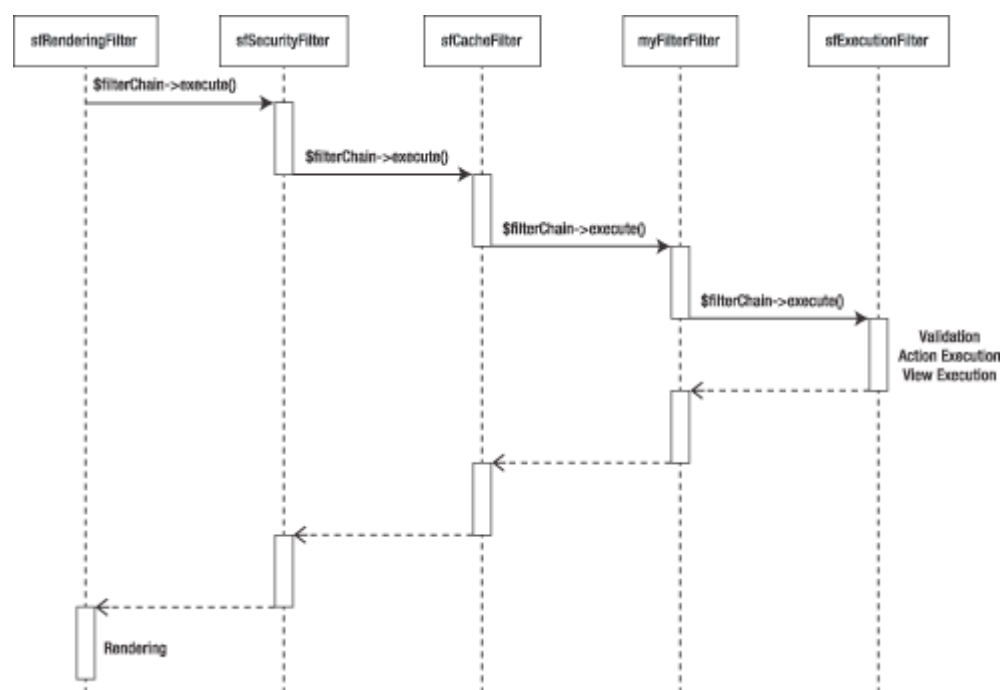 sfRenderingFilter
sfSecurityFilter
sfCacheFilter
myFilterFilter
sfExecutionFilter
$filterChain->execute()
$filterChain->execute()
$filterChain->execute()
$filterChain->execute()
Validation
Action Execution
View Execution
Rendering